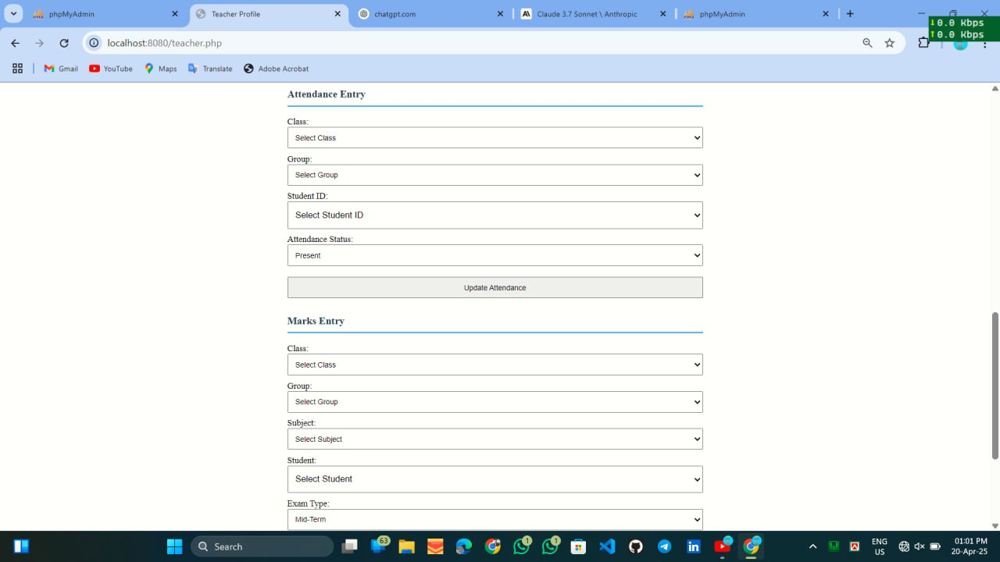 phpMyAdmin
Teacher Profile
chatgpt.com
Claude 3.7 Sonnet \ Anthropic
phpMyAdmin
0.0 Kbps
0.0 Kbps
localhost:8080/teacher.php
Gmail
YouTube
Maps
Translate
Adobe Acrobat
Attendance Entry
Class:
Select Class
Group:
Select Group
Student ID:
Select Student ID
Attendance Status:
Present
Update Attendance
Marks Entry
Class:
Select Class
Group:
Select Group
Subject:
Select Subject
Student:
Select Student
Exam Type:
Mid-Term
Search
63
1
1
ENG
US
01:01 PM
20-Apr-25